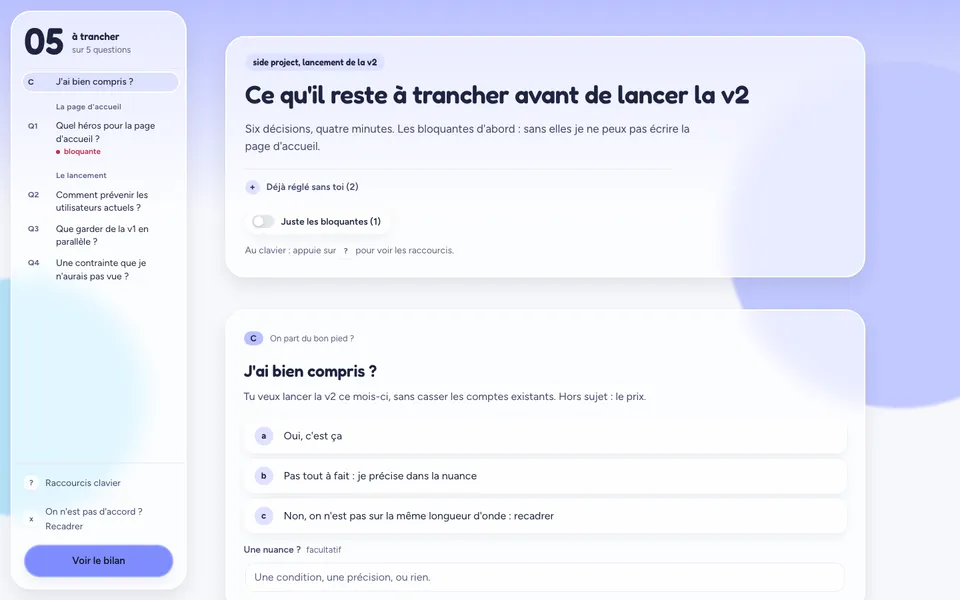 05
à trancher
sur 5 questions
C J'ai bien compris ?
La page d'accueil
Q1 Quel héros pour la page
d'accueil ?
bloquante
Le lancement
Q2 Comment prévenir les
utilisateurs actuels ?
Q3 Que garder de la v1 en
parallèle ?
Q4 Une contrainte que je
n'aurais pas vue ?
? Raccourcis clavier
x On n'est pas d'accord ?
Recadrer
Voir le bilan
side project, lancement de la v2
Ce qu'il reste à trancher avant de lancer la v2
Six décisions, quatre minutes. Les bloquantes d'abord : sans elles je ne peux pas écrire la
page d'accueil.
+ Déjà réglé sans toi (2)
Juste les bloquantes (1)
Au clavier : appuie sur ? pour voir les raccourcis.
C On part du bon pied ?
J'ai bien compris ?
Tu veux lancer la v2 ce mois-ci, sans casser les comptes existants. Hors sujet : le prix.
a Oui, c'est ça
b Pas tout à fait : je précise dans la nuance
c Non, on n'est pas sur la même longueur d'onde : recadrer
Une nuance ? facultatif
Une condition, une précision, ou rien.